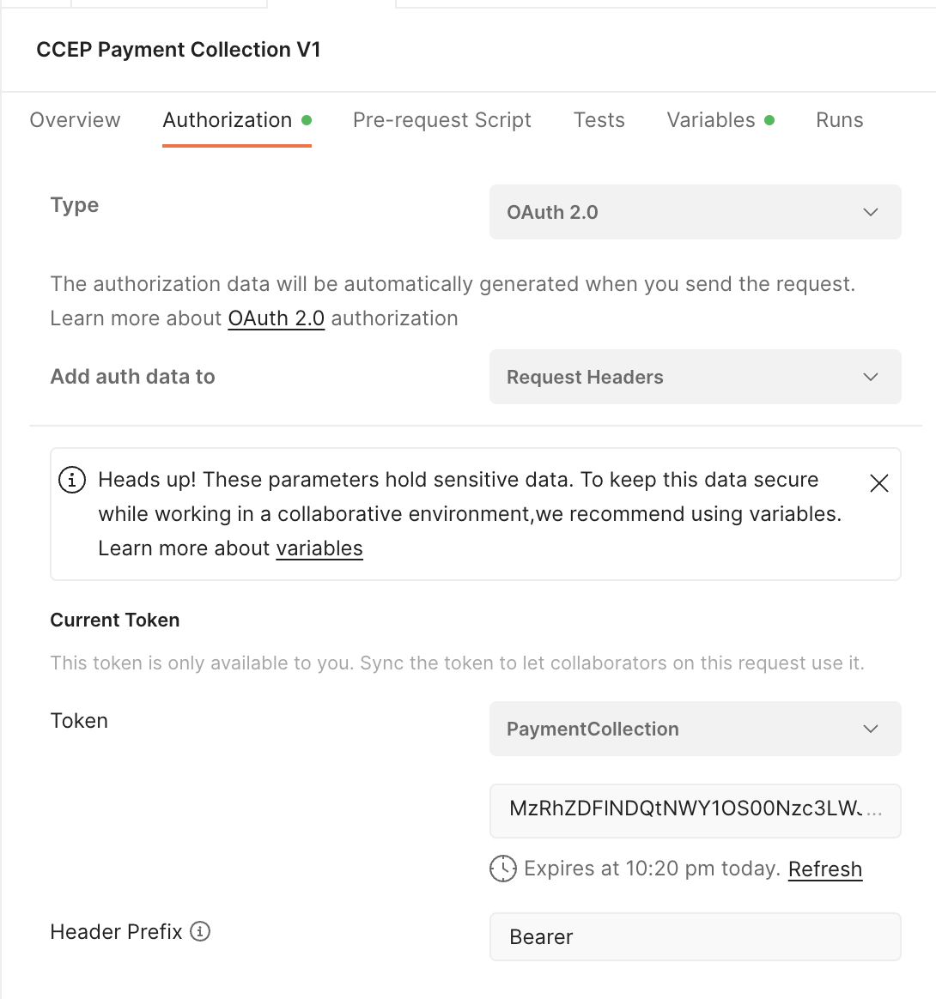 CCEP Payment Collection V1
Overview
Authorization
Pre-request Script
Tests
Variables
Runs
Type
OAuth 2.0
The authorization data will be automatically generated when you send the request.
Learn more about OAuth 2.0 authorization
Add auth data to
Request Headers
Heads up! These parameters hold sensitive data. To keep this data secure
while working in a collaborative environment,we recommend using variables.
Learn more about variables
Current Token
This token is only available to you. Sync the token to let collaborators on this request use it.
Token
PaymentCollection
MzRhZDFlNDQtNWY1OS00Nzc3LWJ...
Expires at 10:20 pm today. Refresh
Header Prefix
Bearer